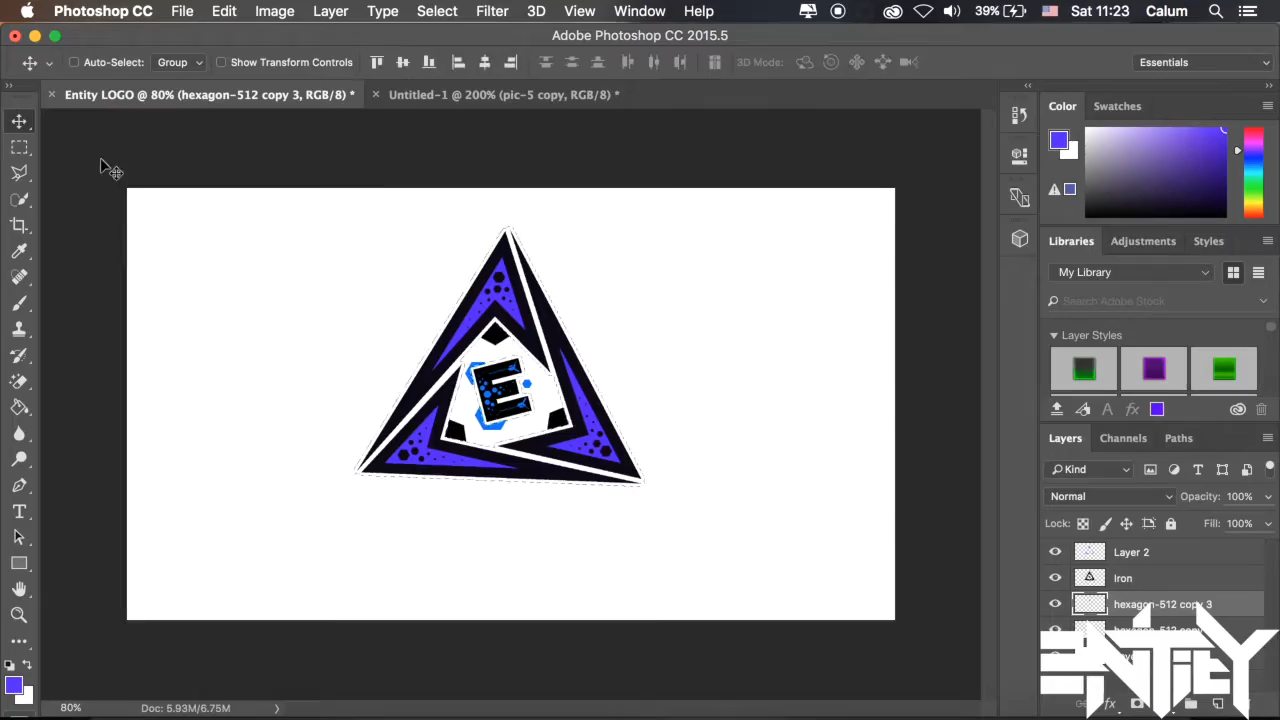 Photoshop CC File Edit Image Layer Type Select Filter 3D View Window Help 39% Sat 11:23 Calum
Adobe Photoshop CC 2015.5
Auto-Select: Group Show Transform Controls 3D Mode: Essentials
Entity LOGO @ 80% (hexagon-512 copy 3, RGB/8) * Untitled-1 @ 200% (pic-5 copy, RGB/8) *
Color Swatches
Libraries Adjustments Styles
My Library
Search Adobe Stock
Layer Styles
E
Layers Channels Paths
Kind
Normal Opacity: 100%
Lock: Fill: 100%
Layer 2
Iron
hexagon-512 copy 3
hexagon-512 copy
ENTITY
80% Doc: 5.93M/6.75M